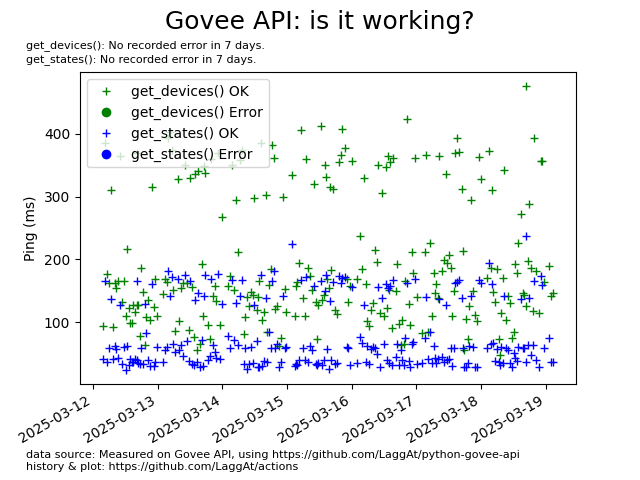 Govee API: is it working?
get_devices(): No recorded error in 7 days.
get_states(): No recorded error in 7 days.
get_devices() OK
get_devices() Error
get_states() OK
get_states() Error
Ping (ms)
400
300
200
100
2025-03-12
2025-03-13
2025-03-14
2025-03-15
2025-03-16
2025-03-17
2025-03-18
2025-03-19
data source: Measured on Govee API, using https://github.com/LaggAt/python-govee-api
history & plot: https://github.com/LaggAt/actions